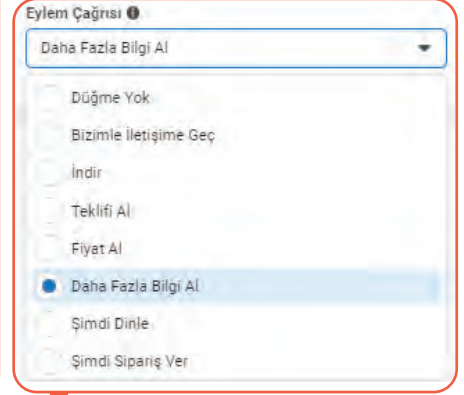 Eylem Çağrısı
Daha Fazla Bilgi Al
Düğme Yok
Bizimle İletişime Geç
İndir
Teklifi Al
Fiyat Al
Daha Fazla Bilgi Al
Şimdi Dinle
Şimdi Sipariş Ver